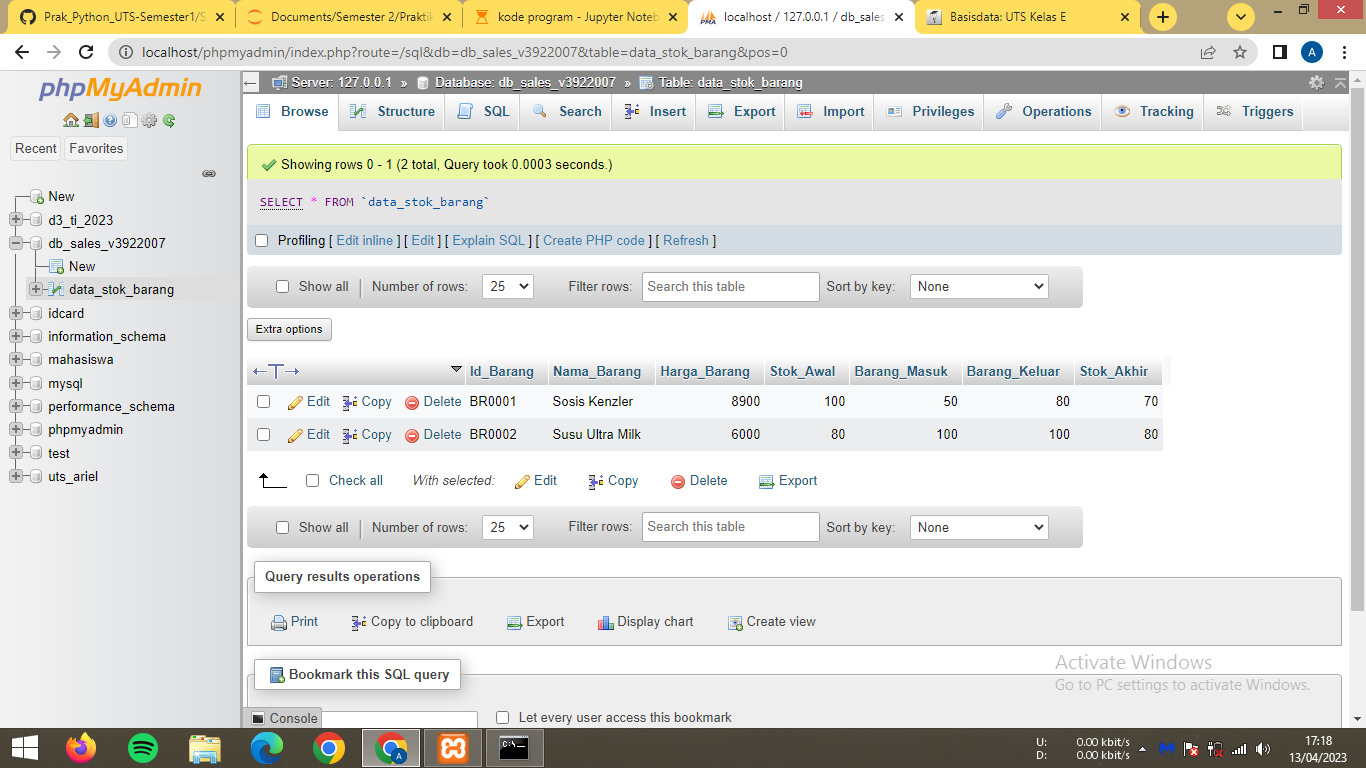 Prak_Python_UTS-Semester1/S
Documents/Semester 2/Praktik
kode program - Jupyter Noteb
localhost / 127.0.0.1 / db_sales
Basisdata: UTS Kelas E
localhost/phpmyadmin/index.php?route=/sql&db=db_sales_v3922007&table=data_stok_barang&pos=0
A
phpMyAdmin
Recent Favorites
New
d3_ti_2023
db_sales_v3922007
New
data_stok_barang
idcard
information_schema
mahasiswa
mysql
performance_schema
phpmyadmin
test
uts_ariel
Server: 127.0.0.1 » Database: db_sales_v3922007 » Table: data_stok_barang
Browse Structure SQL Search Insert Export Import Privileges Operations Tracking Triggers
Showing rows 0 - 1 (2 total, Query took 0.0003 seconds.)
SELECT * FROM `data_stok_barang`
Profiling [ Edit inline ] [ Edit ] [ Explain SQL ] [ Create PHP code ] [ Refresh ]
Show all Number of rows: 25 Filter rows: Search this table Sort by key: None
Extra options
←T→ Id_Barang Nama_Barang Harga_Barang Stok_Awal Barang_Masuk Barang_Keluar Stok_Akhir
Edit Copy Delete BR0001 Sosis Kenzler 8900 100 50 80 70
Edit Copy Delete BR0002 Susu Ultra Milk 6000 80 100 100 80
Check all With selected: Edit Copy Delete Export
Show all Number of rows: 25 Filter rows: Search this table Sort by key: None
Query results operations
Print Copy to clipboard Export Display chart Create view
Bookmark this SQL query
Console
Let every user access this bookmark
Activate Windows
Go to PC settings to activate Windows.
U: 0.00 kbit/s
D: 0.00 kbit/s
17:18
13/04/2023